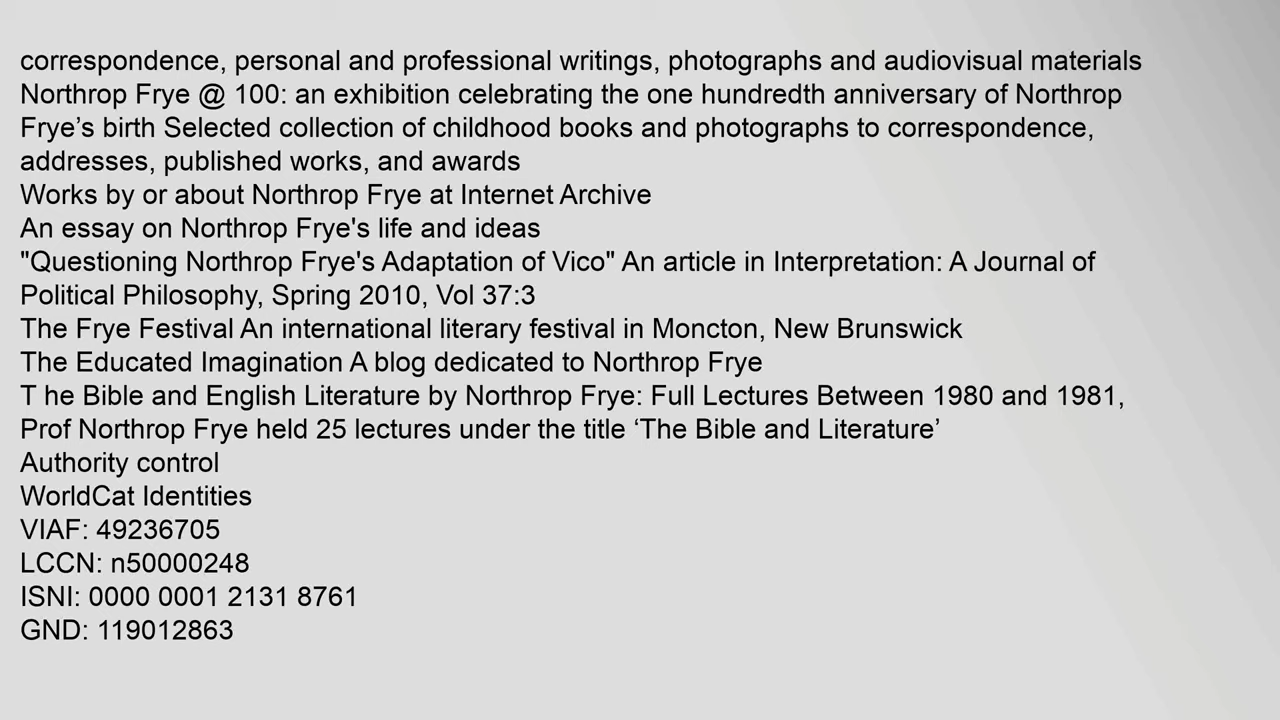 correspondence, personal and professional writings, photographs and audiovisual materials
Northrop Frye @ 100: an exhibition celebrating the one hundredth anniversary of Northrop
Frye’s birth Selected collection of childhood books and photographs to correspondence,
addresses, published works, and awards
Works by or about Northrop Frye at Internet Archive
An essay on Northrop Frye's life and ideas
"Questioning Northrop Frye's Adaptation of Vico" An article in Interpretation: A Journal of
Political Philosophy, Spring 2010, Vol 37:3
The Frye Festival An international literary festival in Moncton, New Brunswick
The Educated Imagination A blog dedicated to Northrop Frye
T he Bible and English Literature by Northrop Frye: Full Lectures Between 1980 and 1981,
Prof Northrop Frye held 25 lectures under the title ‘The Bible and Literature’
Authority control
WorldCat Identities
VIAF: 49236705
LCCN: n50000248
ISNI: 0000 0001 2131 8761
GND: 119012863